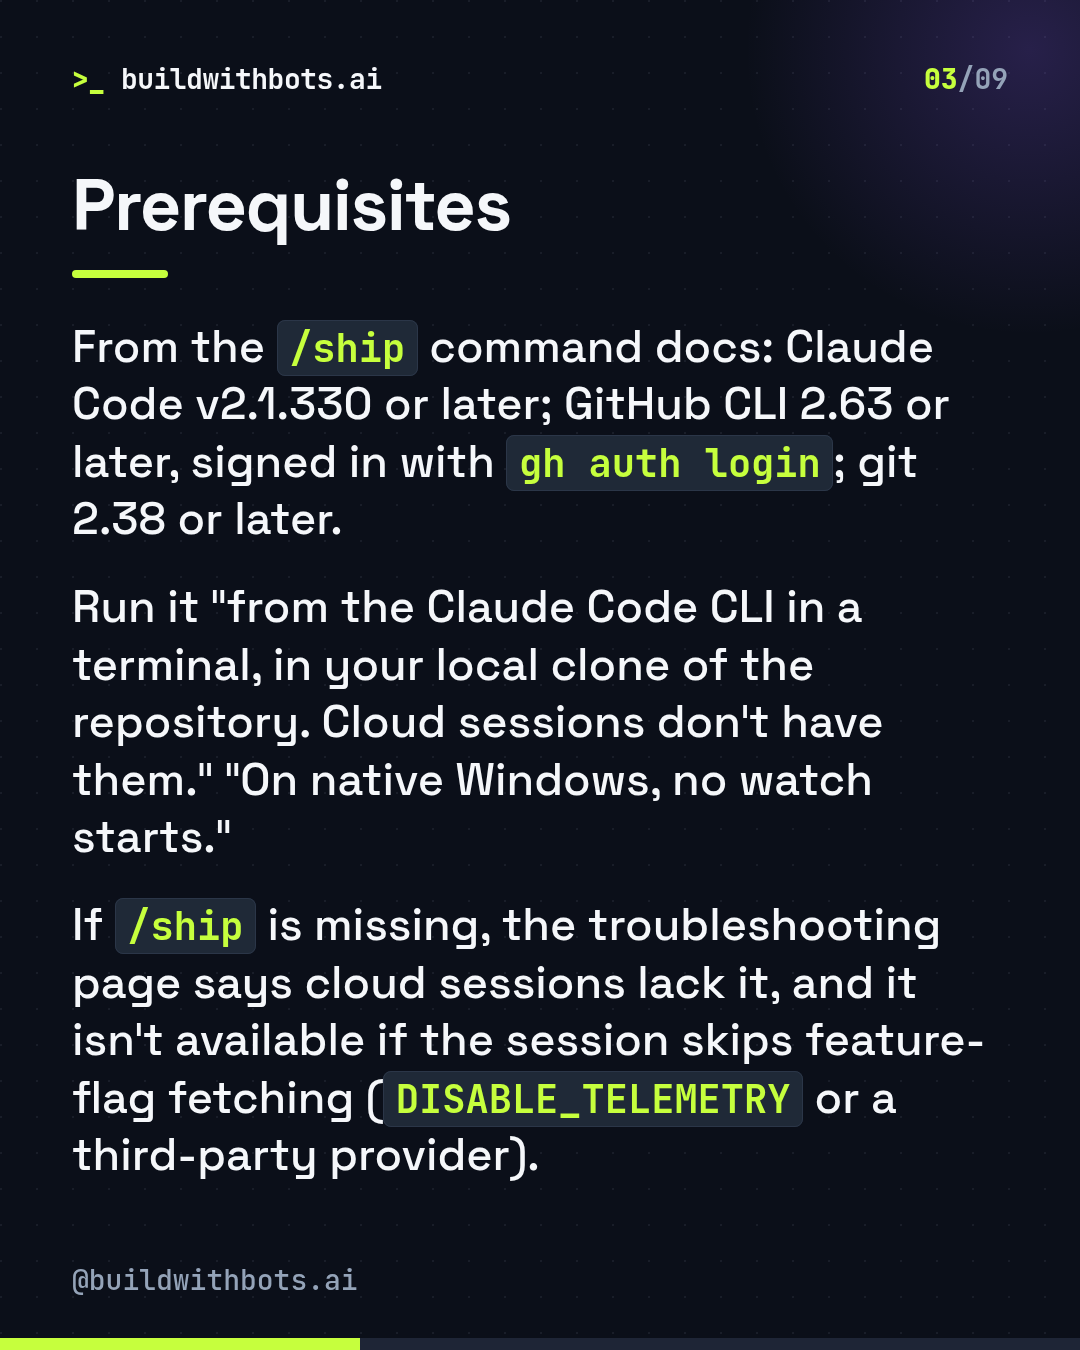 >_ buildwithbots.ai
03/09
Prerequisites
From the /ship command docs: Claude
Code v2.1.330 or later; GitHub CLI 2.63 or
later, signed in with gh auth login; git
2.38 or later.
Run it "from the Claude Code CLI in a
terminal, in your local clone of the
repository. Cloud sessions don't have
them." "On native Windows, no watch
starts."
If /ship is missing, the troubleshooting
page says cloud sessions lack it, and it
isn't available if the session skips feature-
flag fetching (DISABLE_TELEMETRY or a
third-party provider).
@buildwithbots.ai